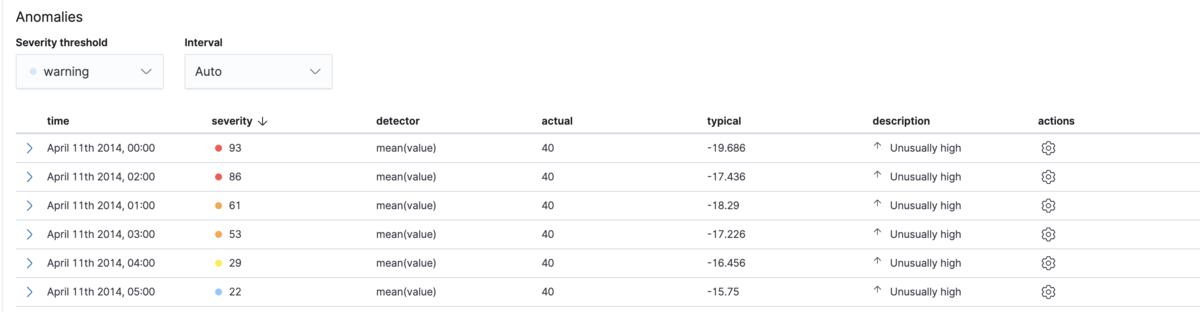 Anomalies
Severity threshold Interval
warning Auto
time severity detector actual typical description actions
April 11th 2014, 00:00 93 mean(value) 40 -19.686 Unusually high
April 11th 2014, 02:00 86 mean(value) 40 -17.436 Unusually high
April 11th 2014, 01:00 61 mean(value) 40 -18.29 Unusually high
April 11th 2014, 03:00 53 mean(value) 40 -17.226 Unusually high
April 11th 2014, 04:00 29 mean(value) 40 -16.456 Unusually high
April 11th 2014, 05:00 22 mean(value) 40 -15.75 Unusually high